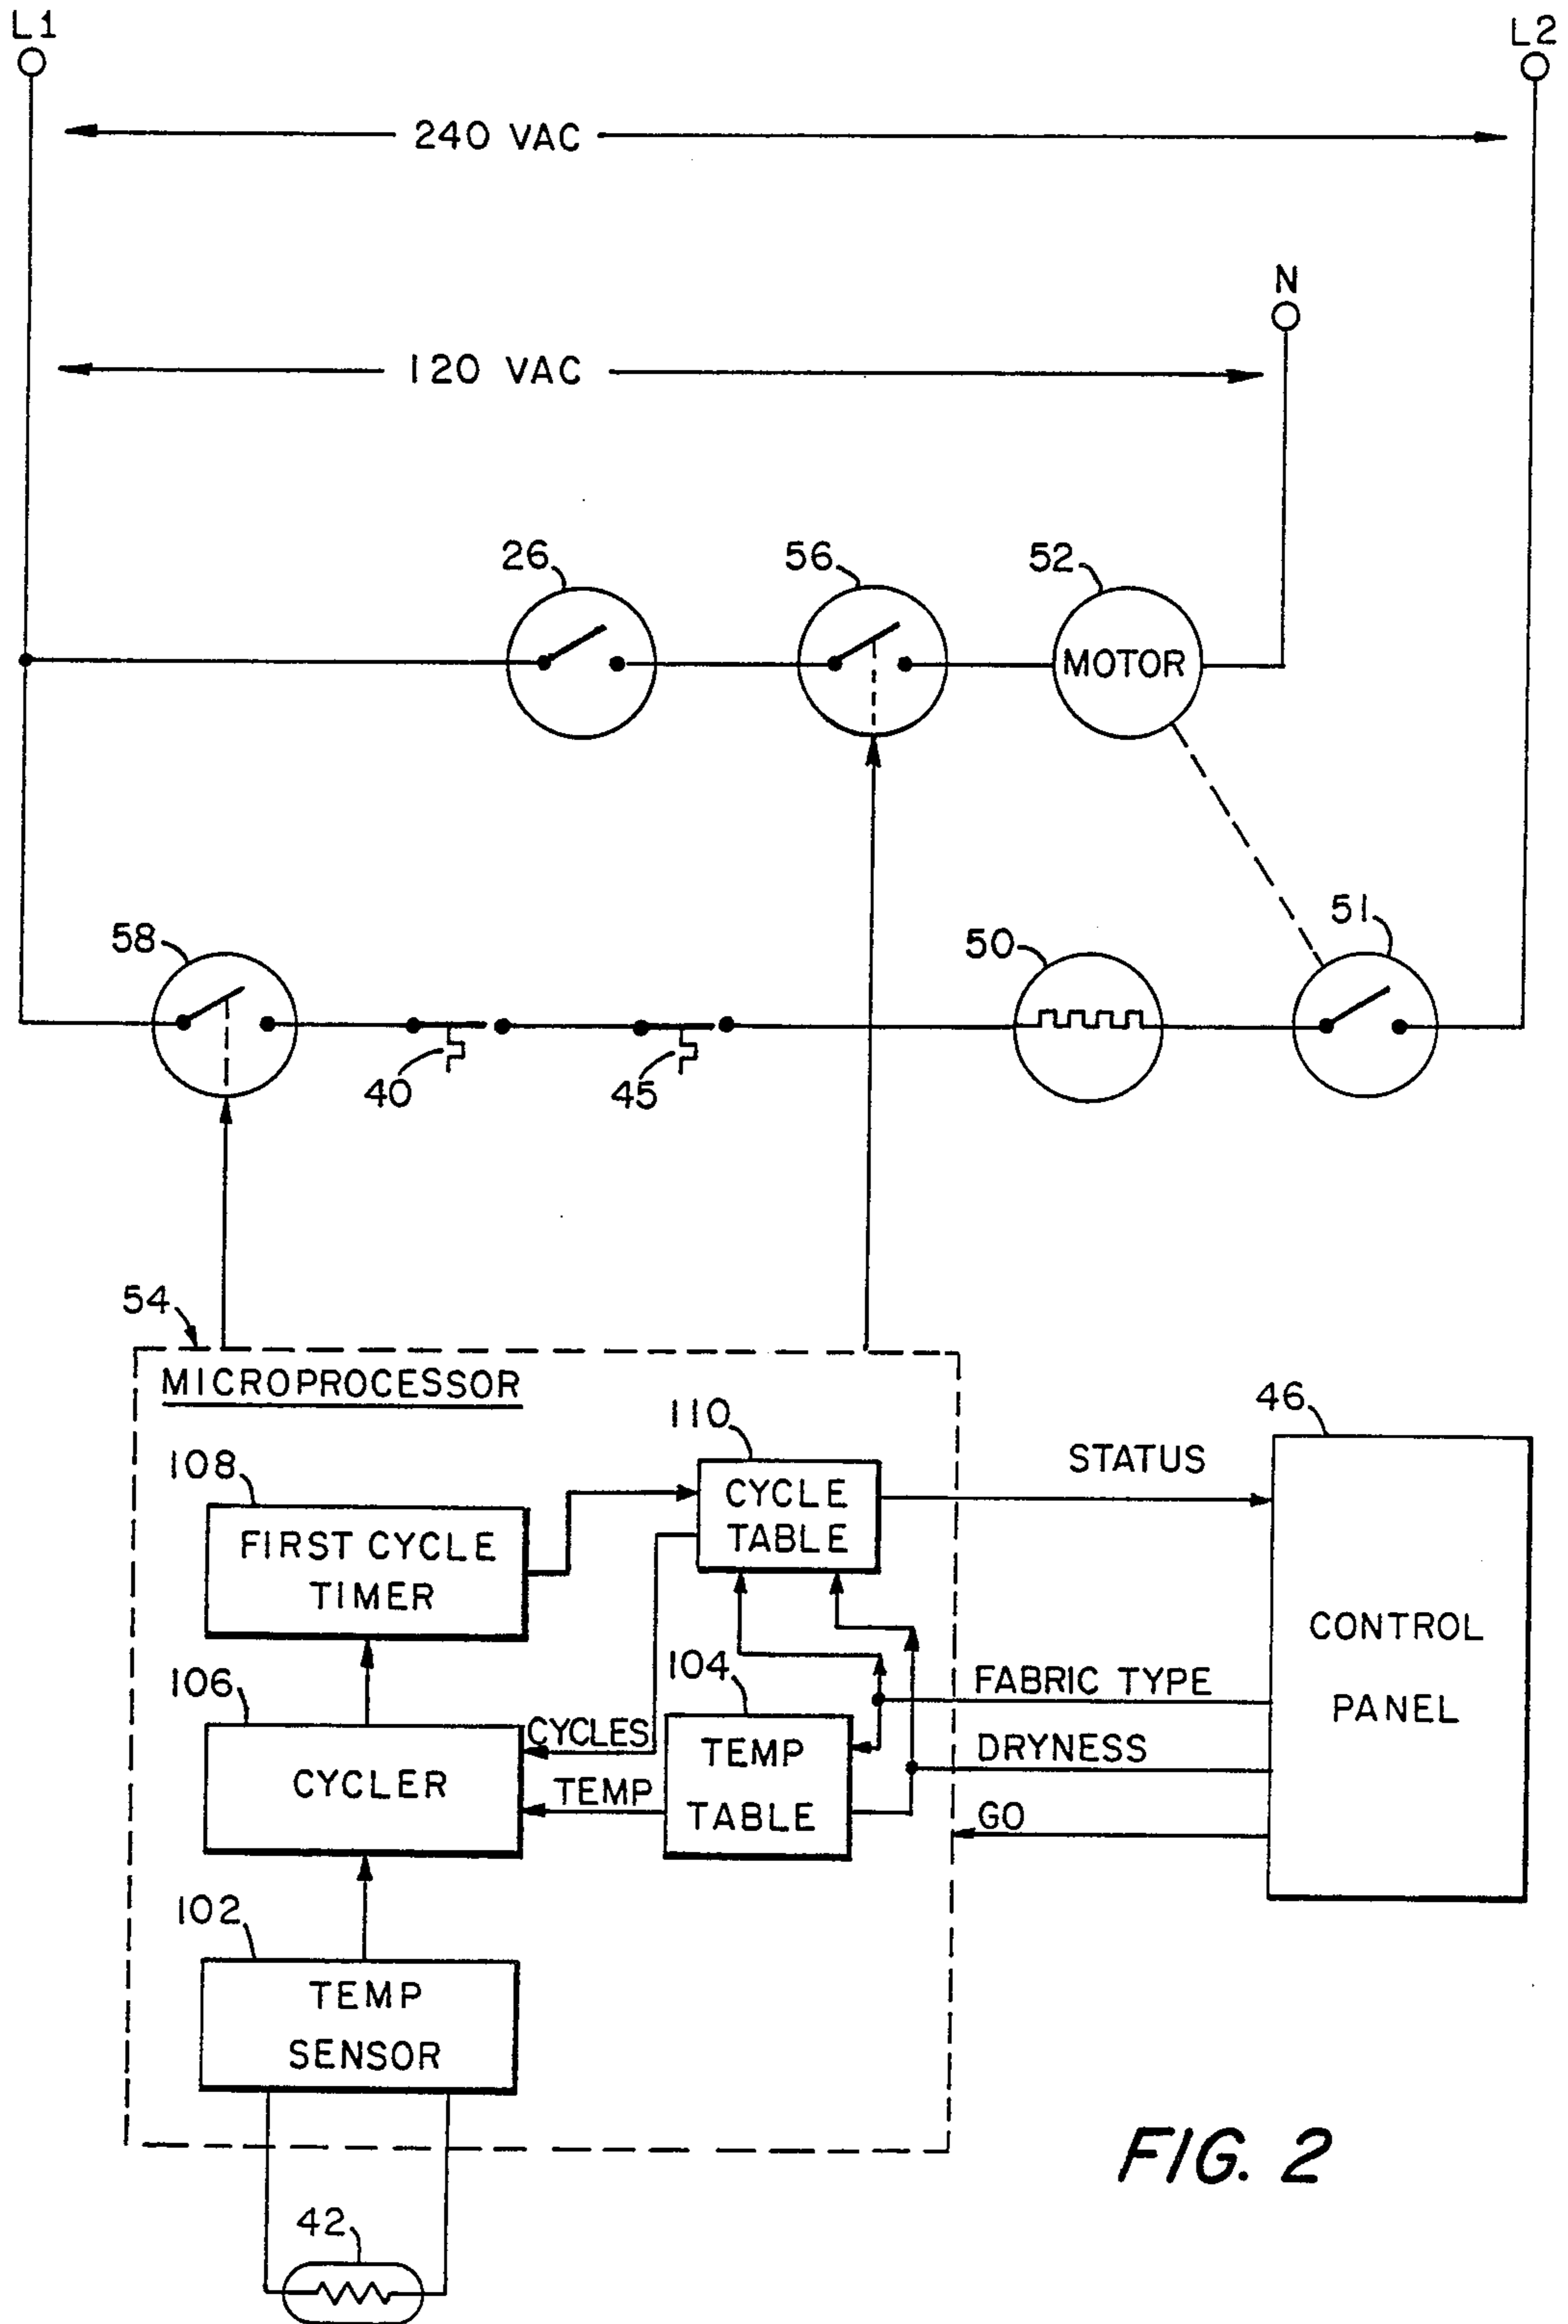 L1
L2
240 VAC
N
120 VAC
26
56
52
MOTOR
58
50
51
40
45
54
MICROPROCESSOR
46
110
STATUS
108
CYCLE
TABLE
FIRST CYCLE
TIMER
CONTROL
PANEL
104
FABRIC TYPE
106
CYCLES
TEMP
TABLE
DRYNESS
CYCLER
TEMP
GO
102
TEMP
SENSOR
42
FIG. 2